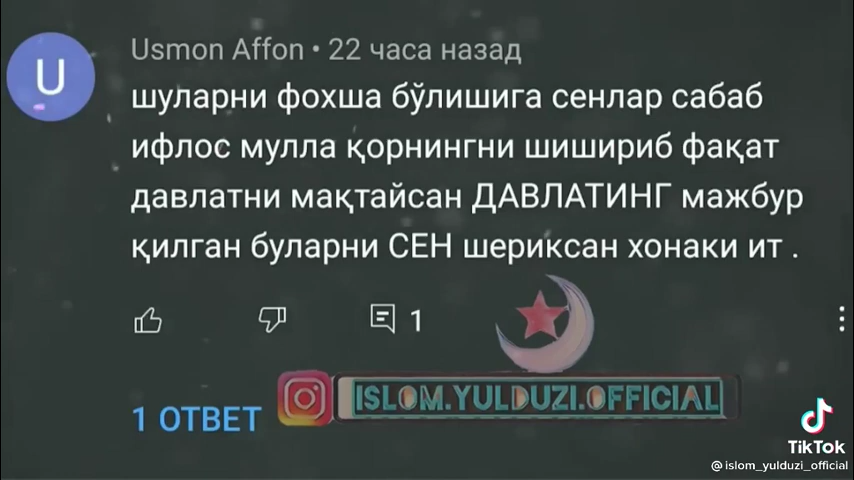 U
Usmon Affon • 22 часа назад
шуларни фохша бўлишига сенлар сабаб
ифлос мулла қорнингни шишириб фақат
давлатни мақтайсан ДАВЛАТИНГ мажбур
қилган буларни СЕН шериксан хонаки ит .
1
1 ОТВЕТ
ISLOM.YULDUZI.OFFICIAL
TikTok
@islom_yulduzi_official